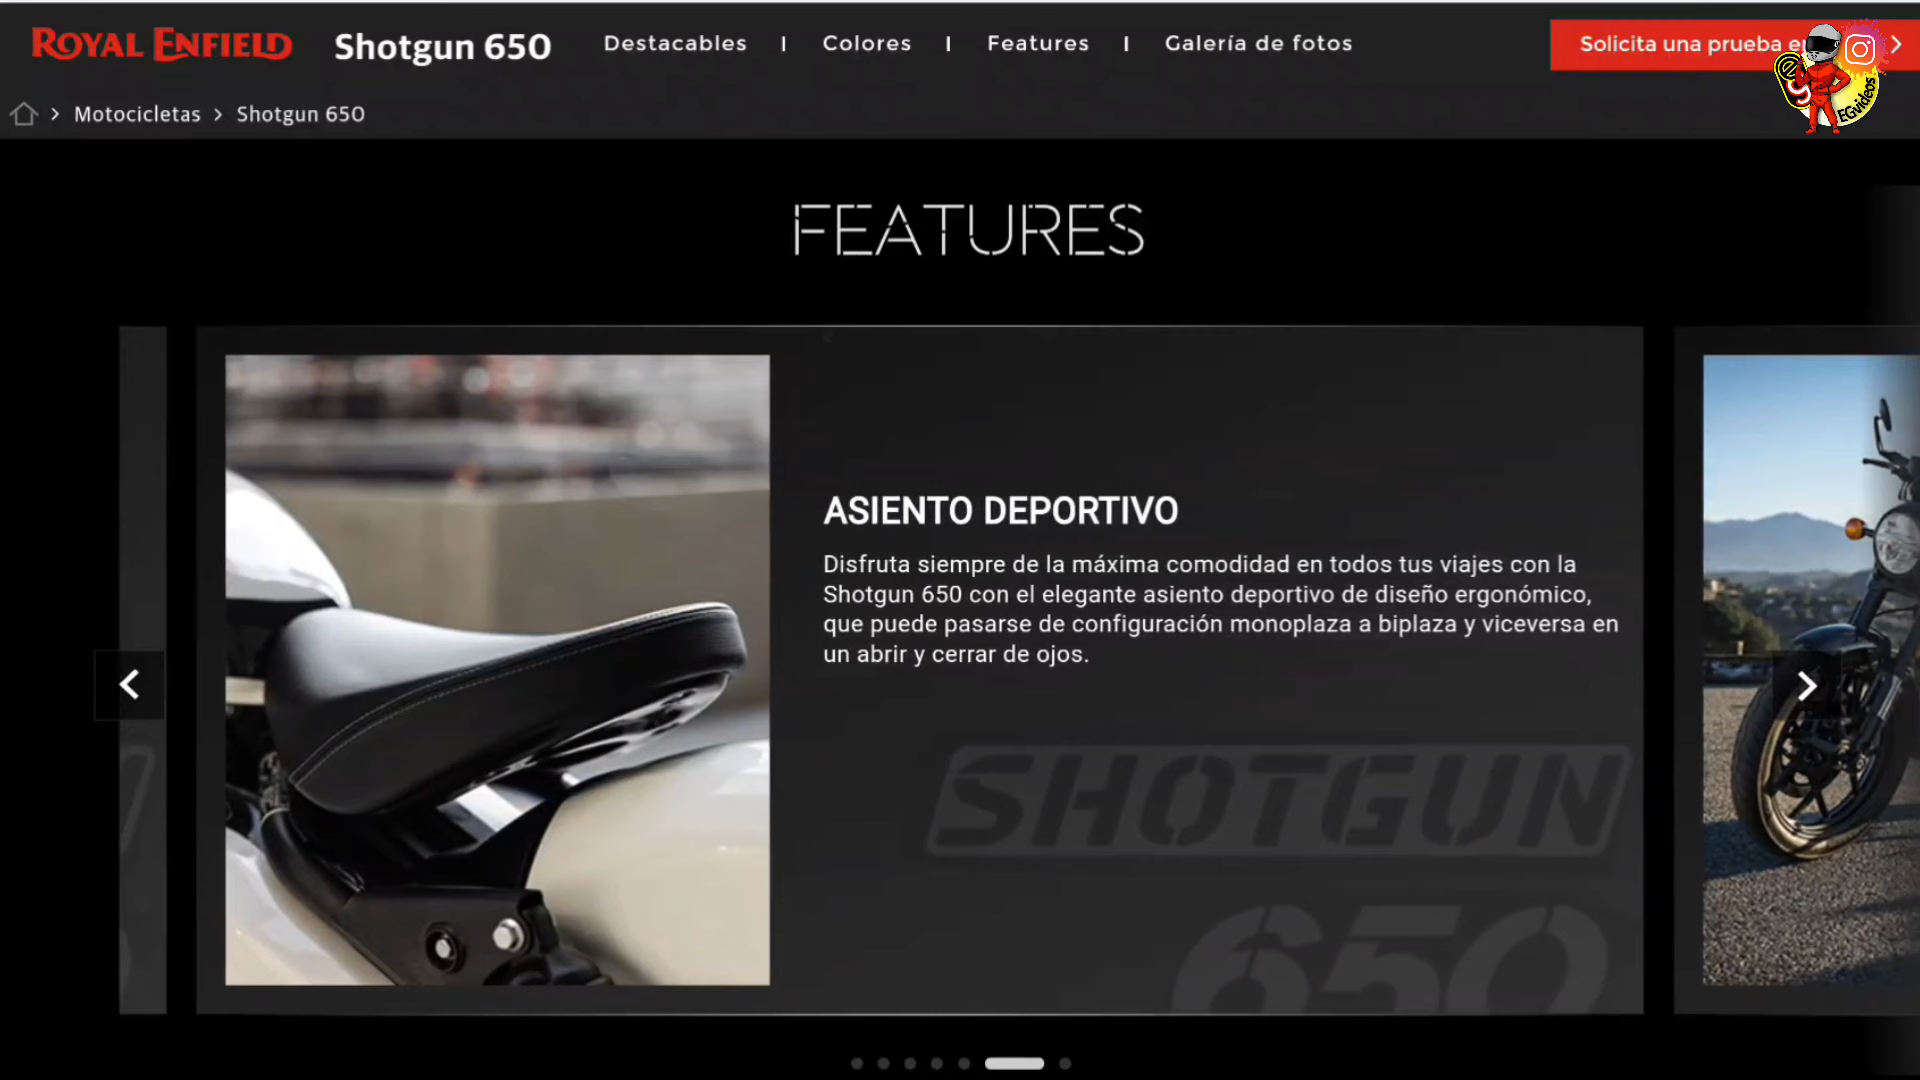 ROYAL ENFIELD
Shotgun 650
Destacables | Colores | Features | Galería de fotos
Solicita una prueba
Motocicletas > Shotgun 650
EGvideos
FEATURES
ASIENTO DEPORTIVO
Disfruta siempre de la máxima comodidad en todos tus viajes con la
Shotgun 650 con el elegante asiento deportivo de diseño ergonómico,
que puede pasarse de configuración monoplaza a biplaza y viceversa en
un abrir y cerrar de ojos.
SHOTGUN
650